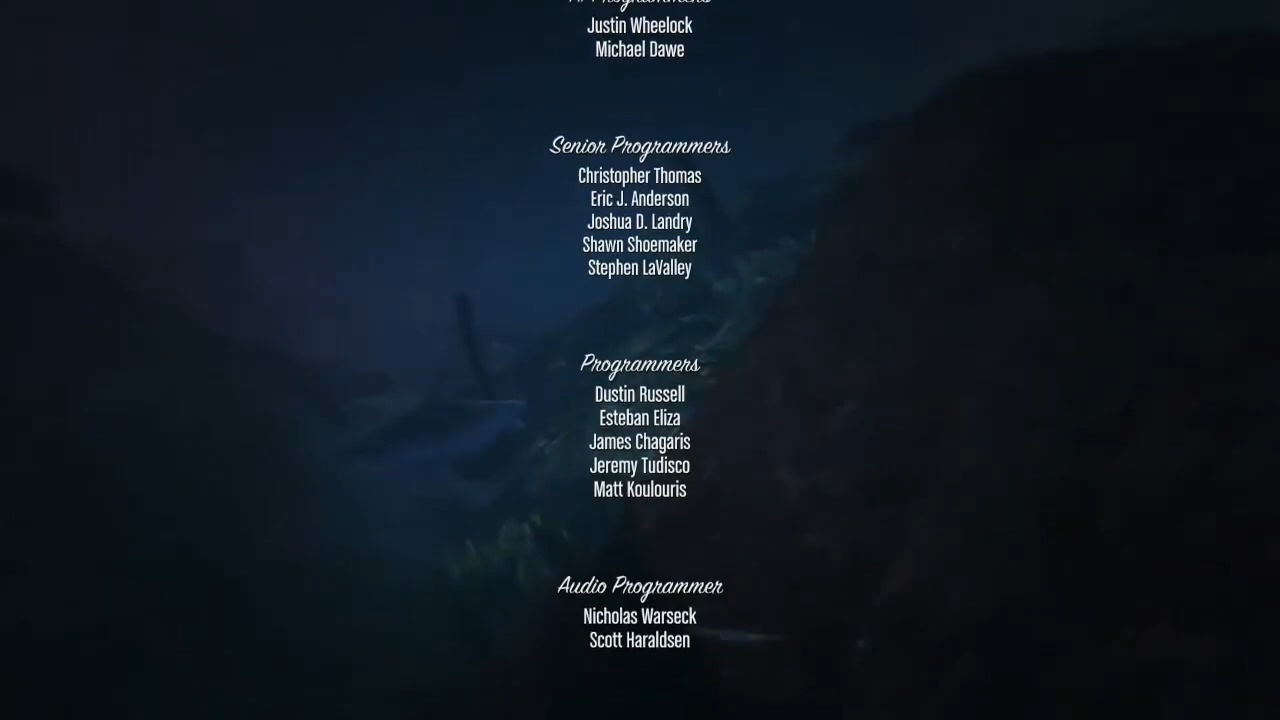 Programmers
Justin Wheelock
Michael Dawe
Senior Programmers
Christopher Thomas
Eric J. Anderson
Joshua D. Landry
Shawn Shoemaker
Stephen LaValley
Programmers
Dustin Russell
Esteban Eliza
James Chagaris
Jeremy Tudisco
Matt Koulouris
Audio Programmer
Nicholas Warseck
Scott Haraldsen